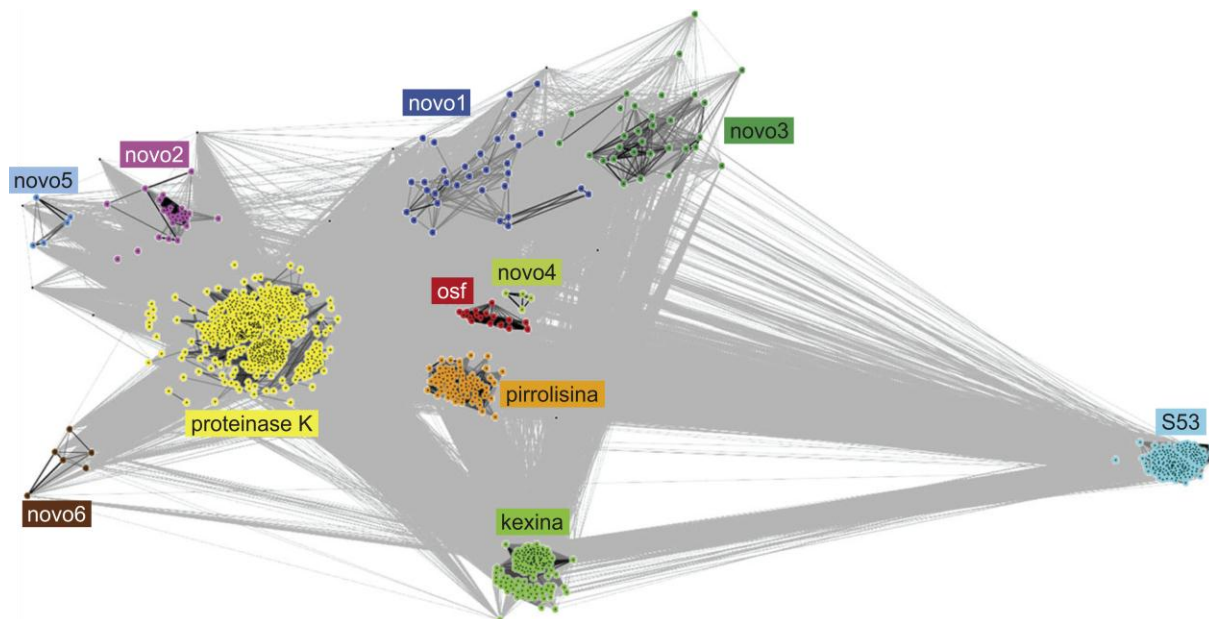 novo1
novo3
novo2
novo5
novo4
osf
pirrolisina
proteinase K
S53
novo6
kexina